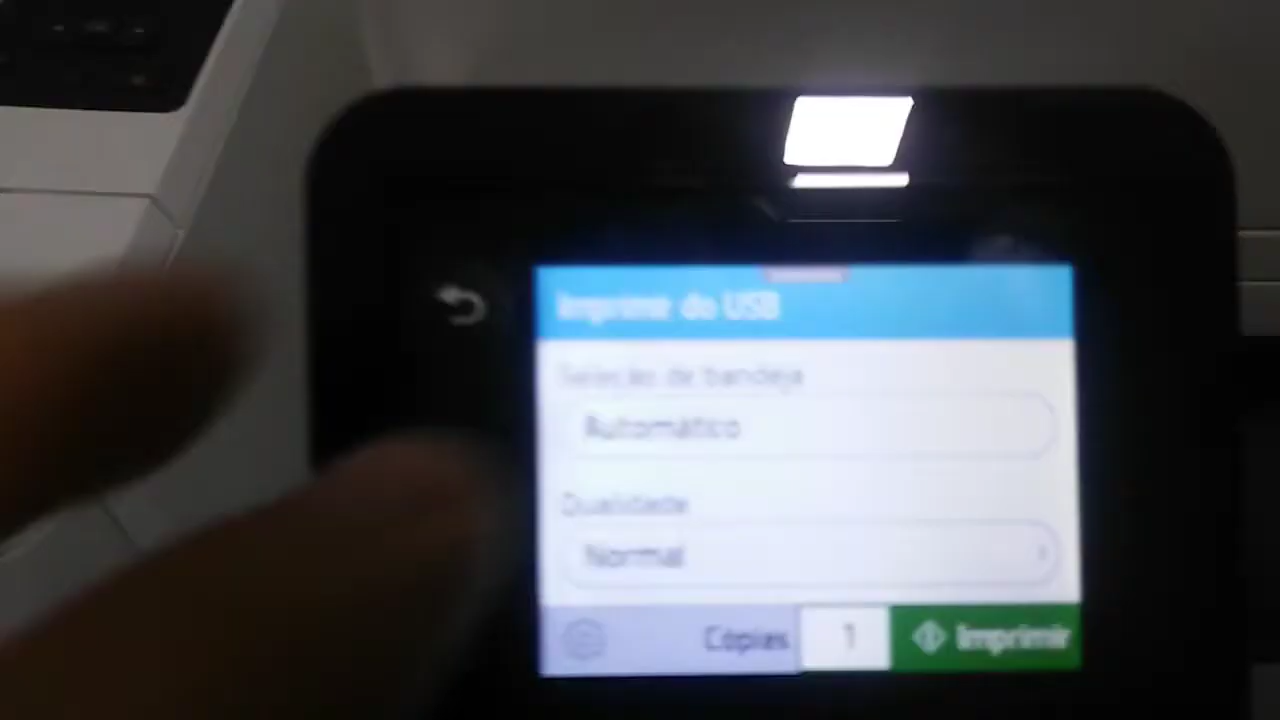 Imprime do USB
Seleção de bandeja
Automático
Qualidade
Normal
Cópias 1 Imprimir